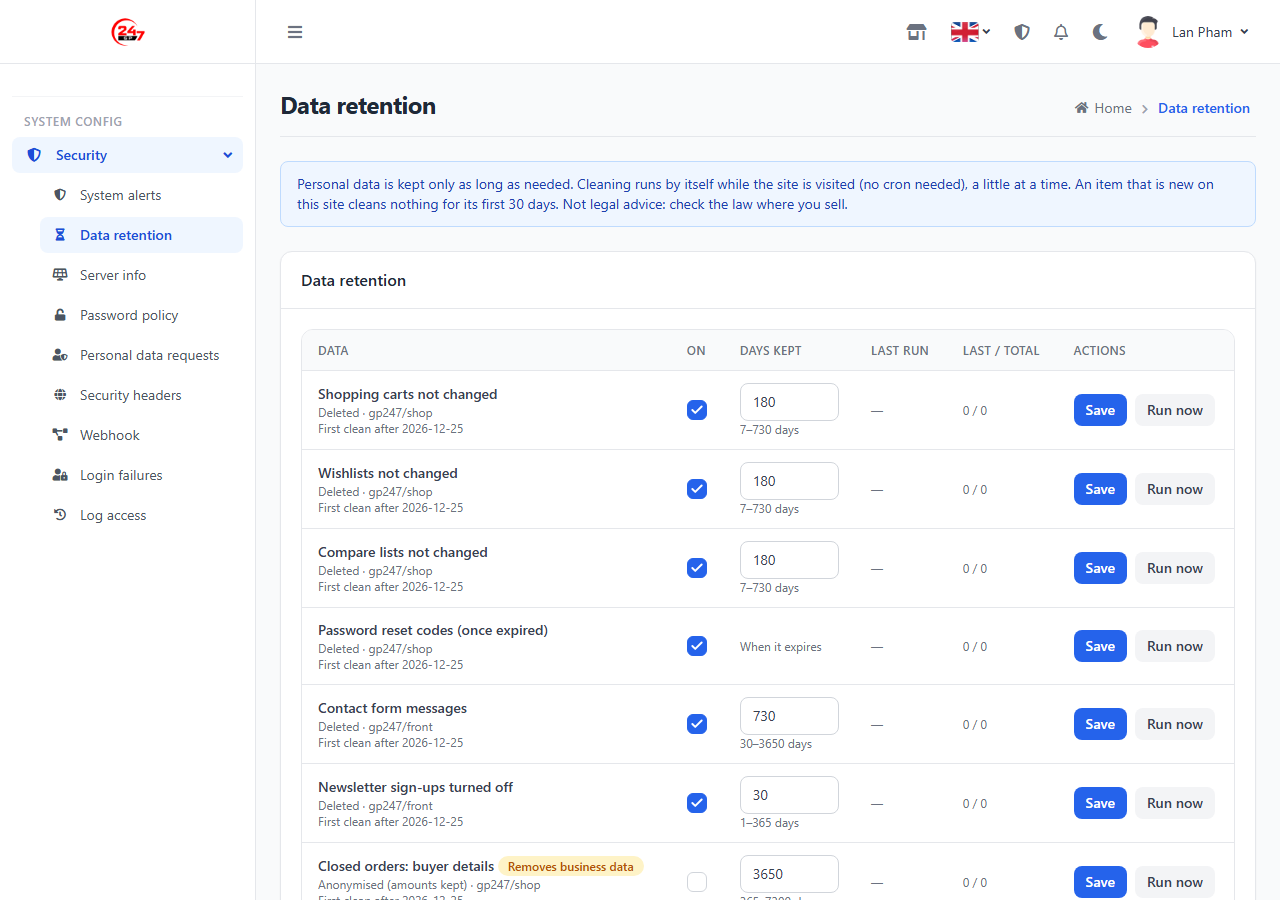 247
GP
Lan Pham
SYSTEM CONFIG
Security
System alerts
Data retention
Server info
Password policy
Personal data requests
Security headers
Webhook
Login failures
Log access
Data retention
Home
Data retention
Personal data is kept only as long as needed. Cleaning runs by itself while the site is visited (no cron needed), a little at a time. An item that is new on
this site cleans nothing for its first 30 days. Not legal advice: check the law where you sell.
Data retention
DATA ON DAYS KEPT LAST RUN LAST / TOTAL ACTIONS
Shopping carts not changed
Deleted · gp247/shop
First clean after 2026-12-25
180
7–730 days
—
0 / 0
Save
Run now
Wishlists not changed
Deleted · gp247/shop
First clean after 2026-12-25
180
7–730 days
—
0 / 0
Save
Run now
Compare lists not changed
Deleted · gp247/shop
First clean after 2026-12-25
180
7–730 days
—
0 / 0
Save
Run now
Password reset codes (once expired)
Deleted · gp247/shop
First clean after 2026-12-25
When it expires
—
0 / 0
Save
Run now
Contact form messages
Deleted · gp247/front
First clean after 2026-12-25
730
30–3650 days
—
0 / 0
Save
Run now
Newsletter sign-ups turned off
Deleted · gp247/front
First clean after 2026-12-25
30
1–365 days
—
0 / 0
Save
Run now
Closed orders: buyer details Removes business data
Anonymised (amounts kept) · gp247/shop
First clean after 2026-12-25
3650
—
0 / 0
Save
Run now